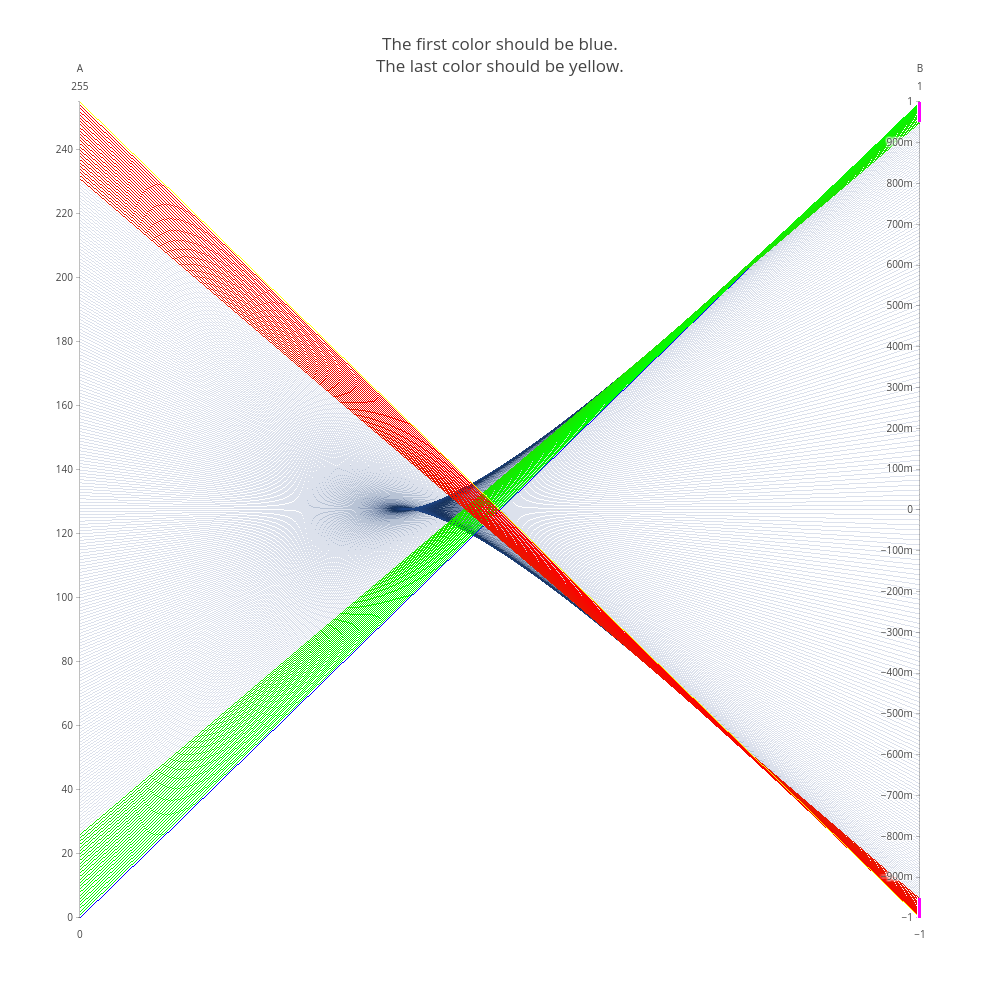 The first color should be blue.
The last color should be yellow.
A
B
255
1
1
240
900m
220
800m
700m
200
600m
180
500m
400m
160
300m
200m
140
100m
0
120
−100m
−200m
100
−300m
80
−400m
−500m
60
−600m
40
−700m
20
−800m
−900m
0
−1
0
−1